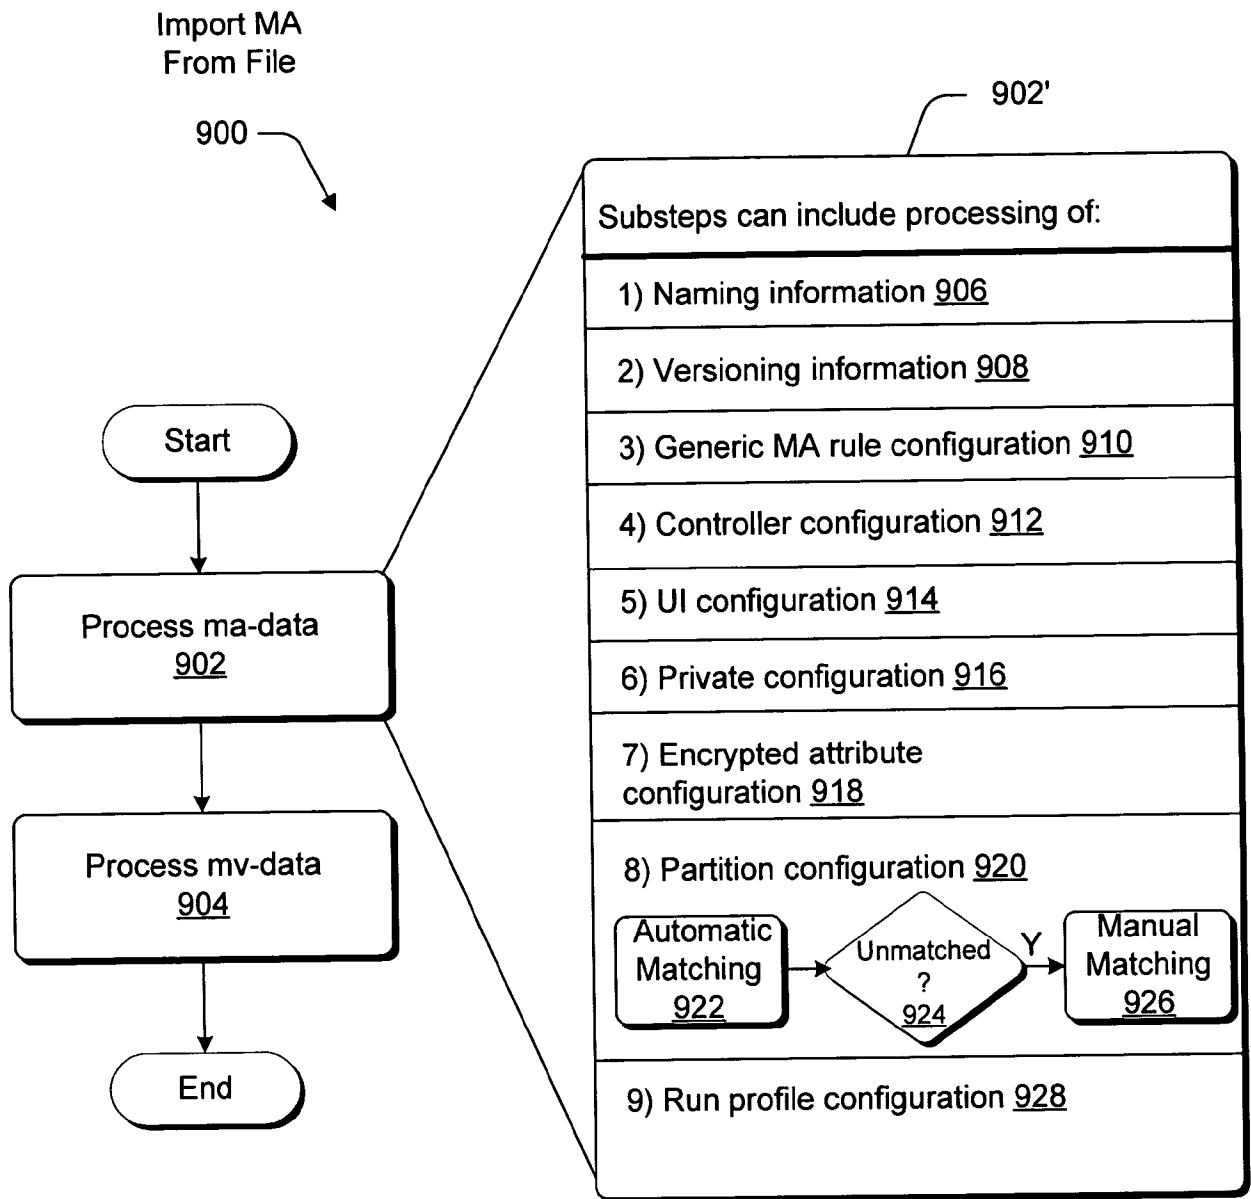 Import MA
From File
900
902'
Substeps can include processing of:
1) Naming information 906
2) Versioning information 908
3) Generic MA rule configuration 910
4) Controller configuration 912
5) UI configuration 914
6) Private configuration 916
7) Encrypted attribute
configuration 918
8) Partition configuration 920
Automatic
Matching
922
Unmatched
?
924
Y
Manual
Matching
926
9) Run profile configuration 928
Start
Process ma-data
902
Process mv-data
904
End